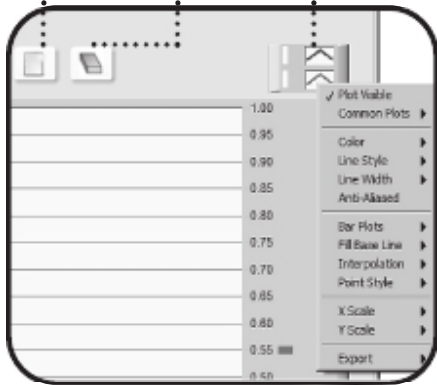 ✓ Plot Visible
Common Plots
Color
Line Style
Line Width
Anti-Aliased
Bar Plots
Fill Base Line
Interpolation
Point Style
X Scale
Y Scale
Export
1.00
0.95
0.90
0.85
0.80
0.75
0.70
0.65
0.60
0.55
0.50